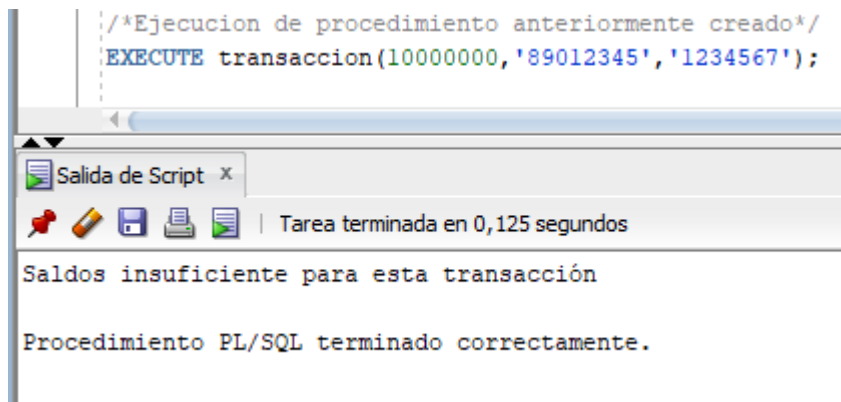 /*Ejecucion de procedimiento anteriormente creado*/
EXECUTE transaccion(10000000,'89012345','1234567');
Salida de Script x
Tarea terminada en 0,125 segundos
Saldos insuficiente para esta transacción
Procedimiento PL/SQL terminado correctamente.